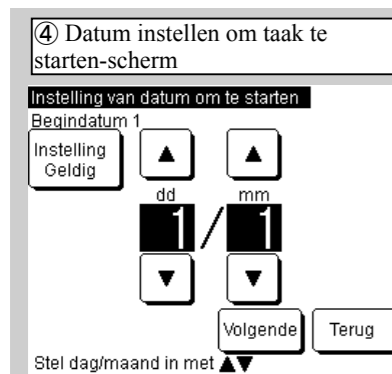 ④ Datum instellen om taak te
starten-scherm
Instelling van datum om te starten
Begindatum 1
Instelling
Geldig
▲ ▲
dd mm
1 / 1
▼ ▼
Volgende Terug
Stel dag/maand in met ▲▼